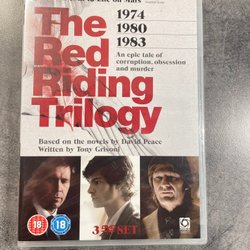 The
Red
Riding
Trilogy
1974
1980
1983
An epic tale of
corruption, obsession
and murder
Based on the novels by David Peace
Written by Tony Grisoni
18
18
SET